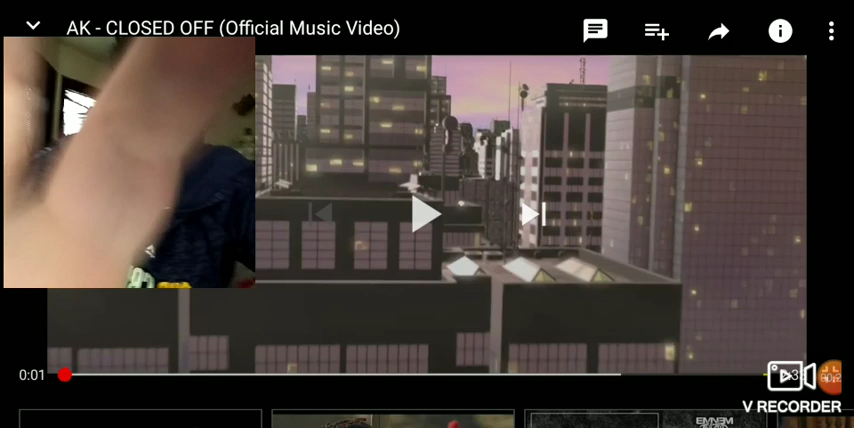 AK - CLOSED OFF (Official Music Video)
0:01
V RECORDER
EMINEM